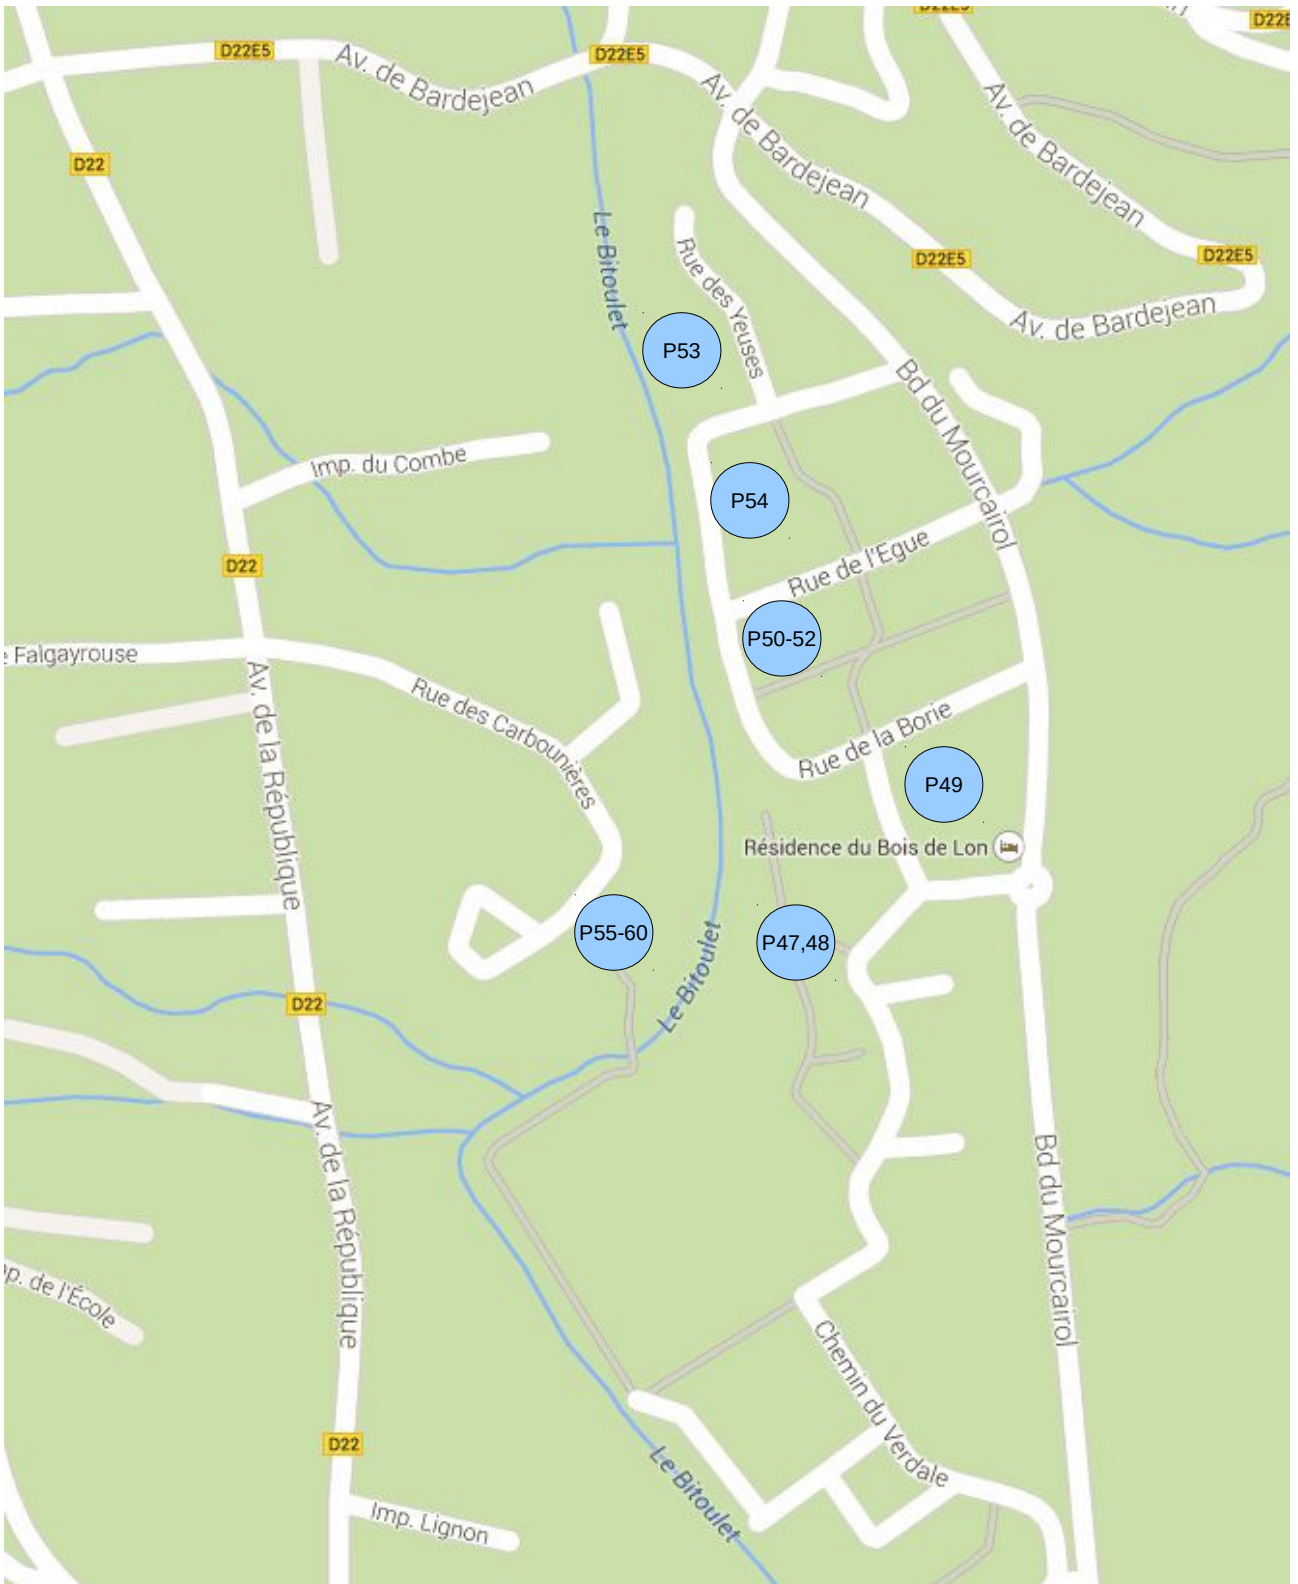 D22E5
D22E
D22E5
Av. de Bardejean
D22E5
Av. de Bardejean
Av. de Bardejean
D22
Le Bitoulet
Rue des Yeuses
D22E5
D22E5
Av. de Bardejean
P53
Bd du Mourcairol
Imp. du Combe
P54
D22
Rue de l'Egue
P50-52
Falgayrouse
Av. de la République
Rue des Carbounières
Rue de la Borie
P49
Résidence du Bois de Lon
P55-60
P47,48
Le Bitoulet
D22
Av. de la République
Bd du Mourcairol
p. de l'École
Chemin du Verdale
D22
Le Bitoulet
Imp. Lignon